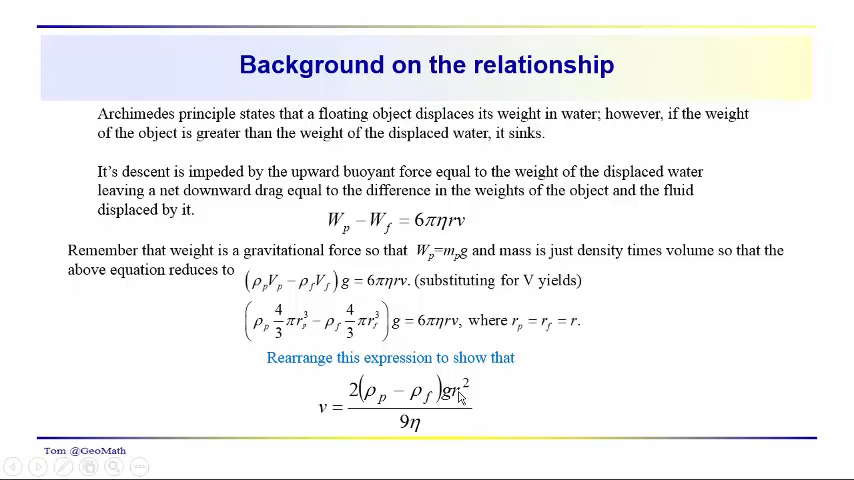 Background on the relationship
Archimedes principle states that a floating object displaces its weight in water; however, if the weight
of the object is greater than the weight of the displaced water, it sinks.
It's descent is impeded by the upward buoyant force equal to the weight of the displaced water
leaving a net downward drag equal to the difference in the weights of the object and the fluid
displaced by it.
W_p − W_f = 6πηrv
Remember that weight is a gravitational force so that W_p=m_pg and mass is just density times volume so that the
above equation reduces to
(ρ_pV_p − ρ_fV_f) g = 6πηrv. (substituting for V yields)
(ρ_p 4/3 πr_p^3 − ρ_f 4/3 πr_f^3) g = 6πηrv, where r_p = r_f = r.
Rearrange this expression to show that
v = 2(ρ_p − ρ_f)gr^2 / 9η
Tom @GeoMath